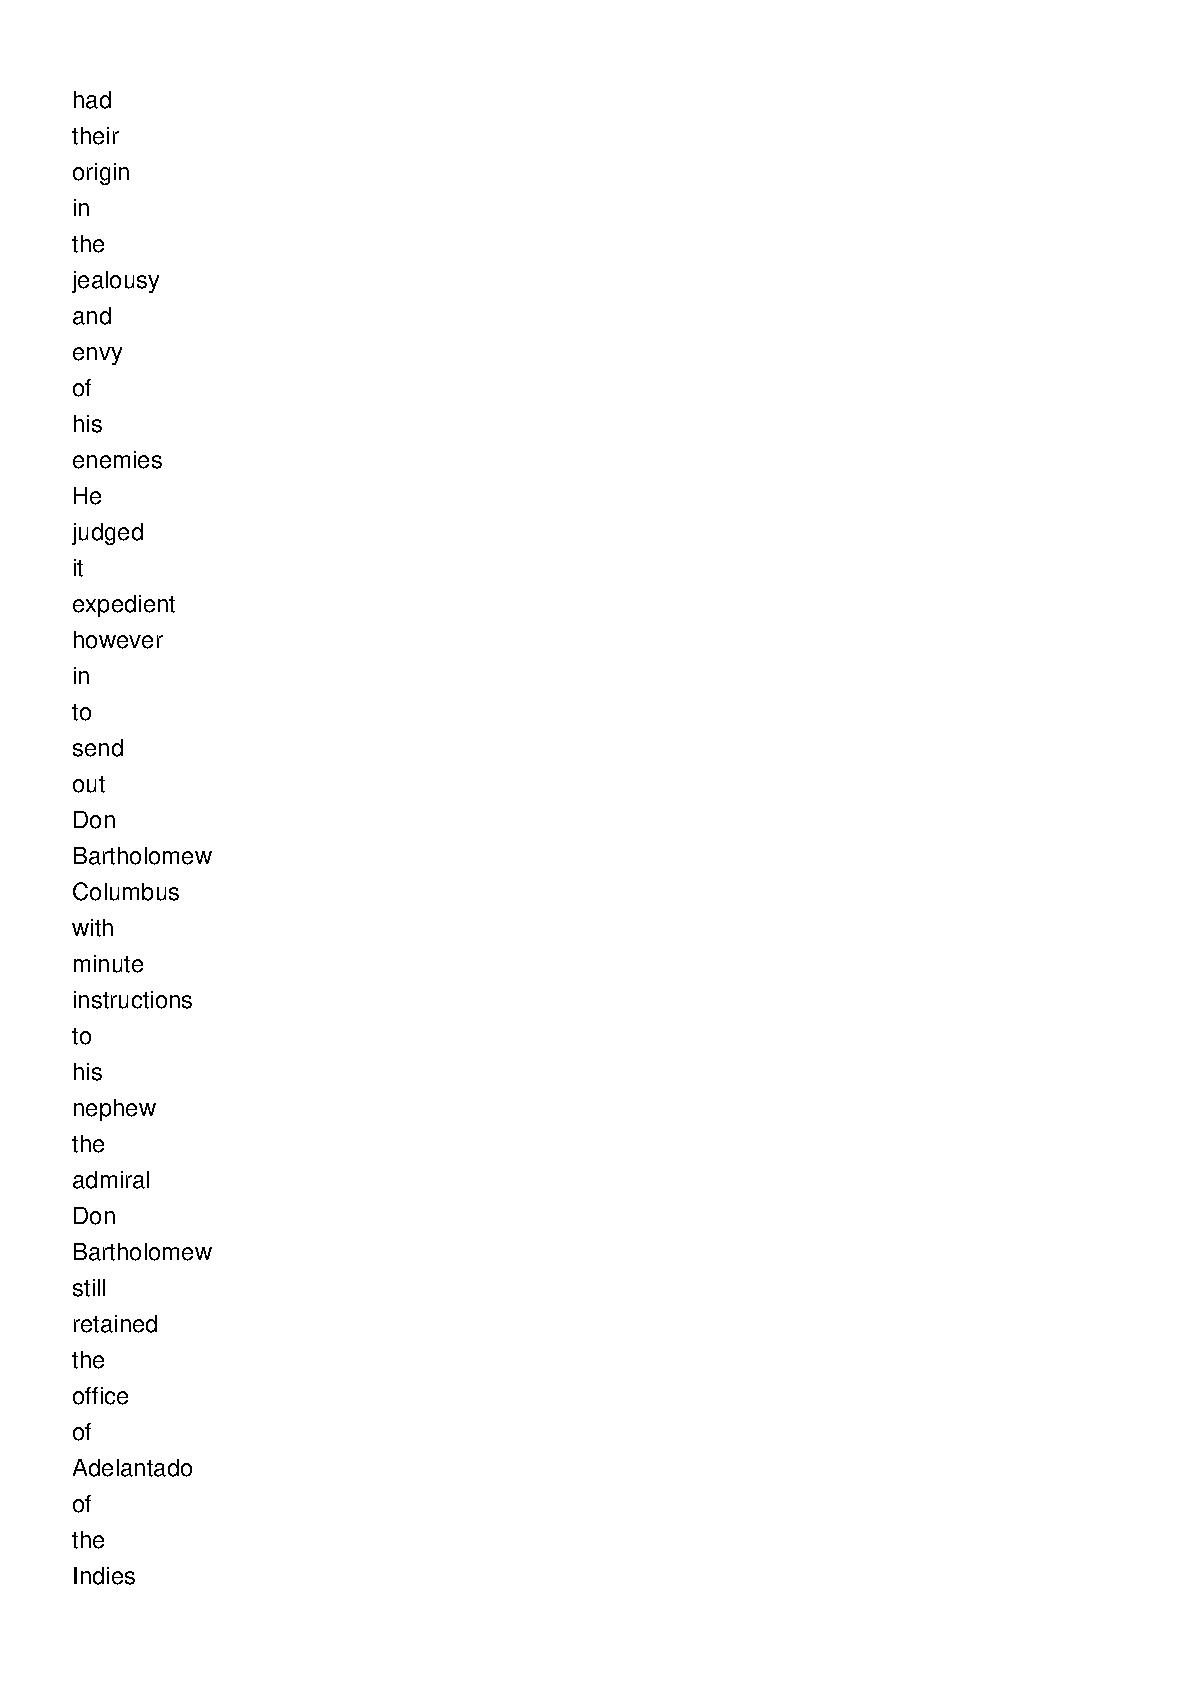 had
their
origin
in
the
jealousy
and
envy
of
his
enemies
He
judged
it
expedient
however
in
to
send
out
Don
Bartholomew
Columbus
with
minute
instructions
to
his
nephew
the
admiral
Don
Bartholomew
still
retained
the
office
of
Adelantado
of
the
Indies